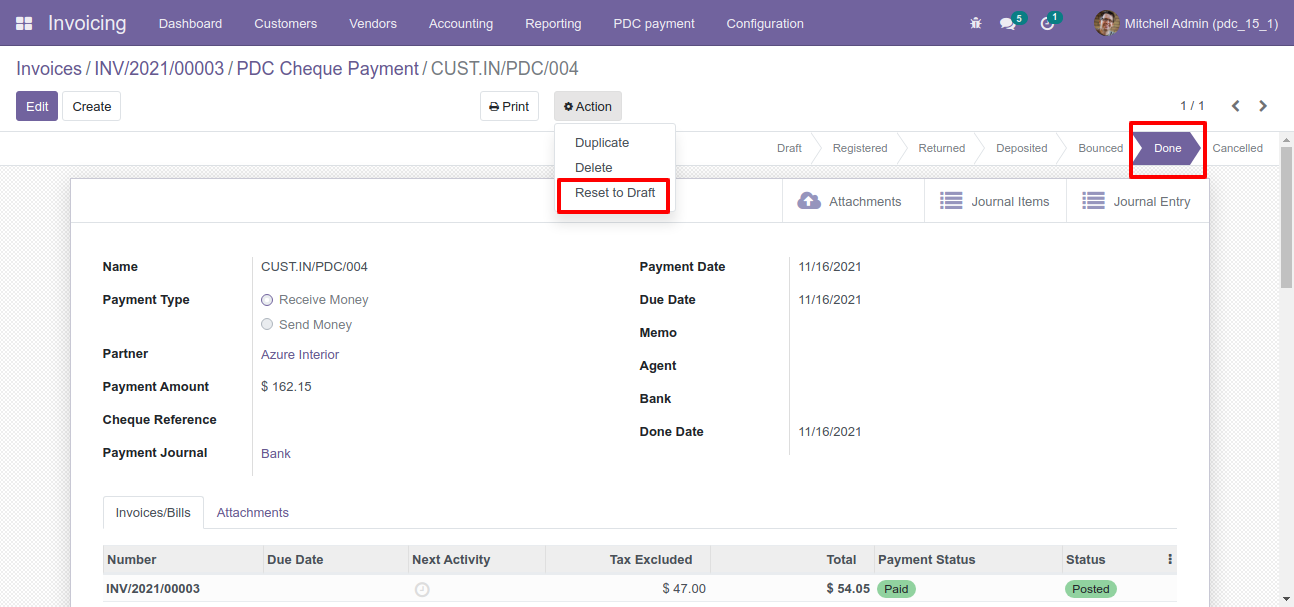 Invoicing Dashboard Customers Vendors Accounting Reporting PDC payment Configuration 5 1 Mitchell Admin (pdc_15_1)
Invoices / INV/2021/00003 / PDC Cheque Payment / CUST.IN/PDC/004
Edit Create Print Action 1 / 1
Duplicate
Delete
Reset to Draft
Draft Registered Returned Deposited Bounced Done Cancelled
Attachments Journal Items Journal Entry
Name CUST.IN/PDC/004 Payment Date 11/16/2021
Payment Type Receive Money Due Date 11/16/2021
Send Money Memo
Partner Azure Interior Agent
Payment Amount $ 162.15 Bank
Cheque Reference Done Date 11/16/2021
Payment Journal Bank
Invoices/Bills Attachments
Number Due Date Next Activity Tax Excluded Total Payment Status Status
INV/2021/00003 $ 47.00 $ 54.05 Paid Posted